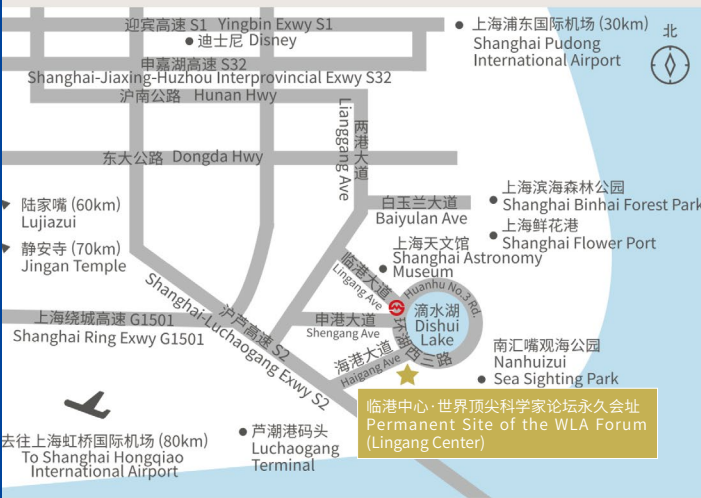 迎宾高速 S1 Yingbin Exwy S1
迪士尼 Disney
申嘉湖高速 S32
Shanghai-Jiaxing-Huzhou Interprovincial Exwy S32
沪南公路 Hunan Hwy
上海浦东国际机场 (30km)
Shanghai Pudong
International Airport
北
两港大道
Lianggang Ave
东大公路 Dongda Hwy
陆家嘴 (60km)
Lujiazui
静安寺 (70km)
Jingan Temple
白玉兰大道
Baiyulan Ave
上海滨海森林公园
Shanghai Binhai Forest Park
上海鲜花港
Shanghai Flower Port
上海天文馆
Shanghai Astronomy
Museum
临港大道
Lingang Ave
Huanhu No.3 Rd.
环湖西三路
滴水湖
Dishui
Lake
申港大道
Shengang Ave
海港大道
Haigang Ave
沪芦高速 S2
Shanghai-Luchaogang Exwy S2
上海绕城高速 G1501
Shanghai Ring Exwy G1501
南汇嘴观海公园
Nanhuizui
Sea Sighting Park
临港中心·世界顶尖科学家论坛永久会址
Permanent Site of the WLA Forum
(Lingang Center)
去往上海虹桥国际机场 (80km)
To Shanghai Hongqiao
International Airport
芦潮港码头
Luchaogang
Terminal